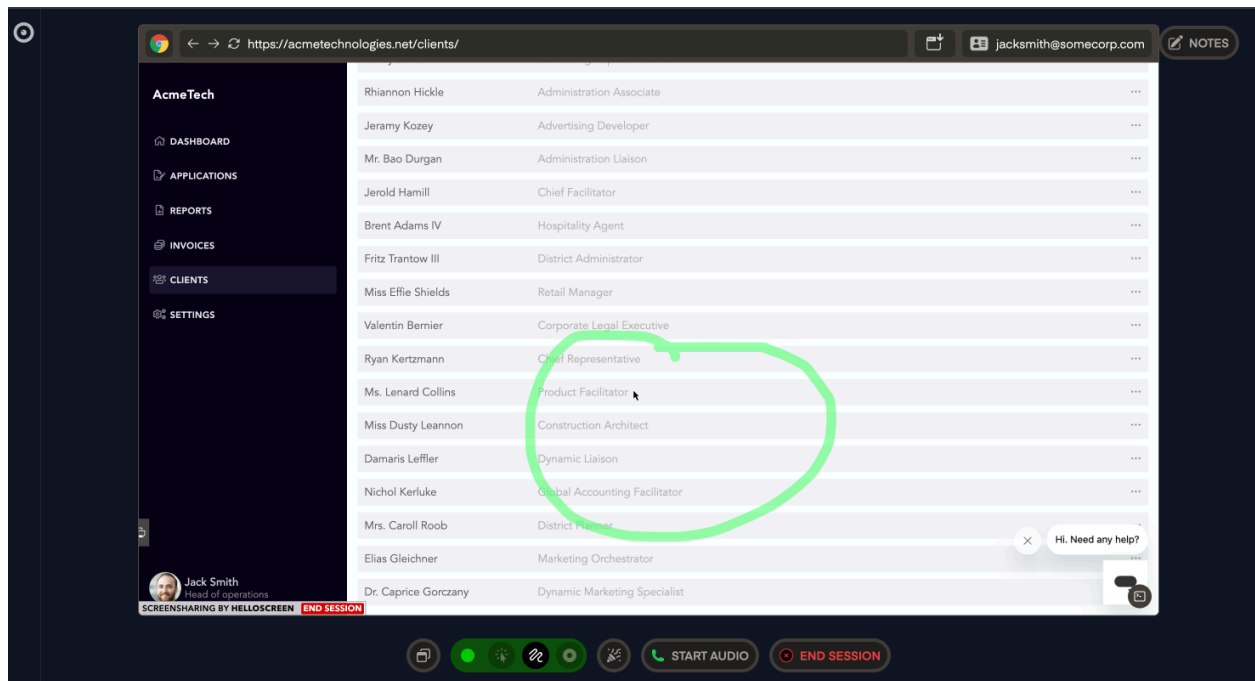 https://acmetechnologies.net/clients/
jacksmith@somecorp.com
NOTES
AcmeTech
DASHBOARD
APPLICATIONS
REPORTS
INVOICES
CLIENTS
SETTINGS
Rhiannon Hickle Administration Associate
Jeramy Kozey Advertising Developer
Mr. Bao Durgan Administration Liaison
Jerold Hamill Chief Facilitator
Brent Adams IV Hospitality Agent
Fritz Trantow III District Administrator
Miss Effie Shields Retail Manager
Valentin Bernier Corporate Legal Executive
Ryan Kertzmann Chief Representative
Ms. Lenard Collins Product Facilitator
Miss Dusty Leannon Construction Architect
Damaris Leffler Dynamic Liaison
Nichol Kerluke Global Accounting Facilitator
Mrs. Caroll Roob District Planner
Elias Gleichner Marketing Orchestrator
Dr. Caprice Gorczany Dynamic Marketing Specialist
Hi. Need any help?
Jack Smith
Head of operations
SCREENSHARING BY HELLOSCREEN END SESSION
START AUDIO
END SESSION